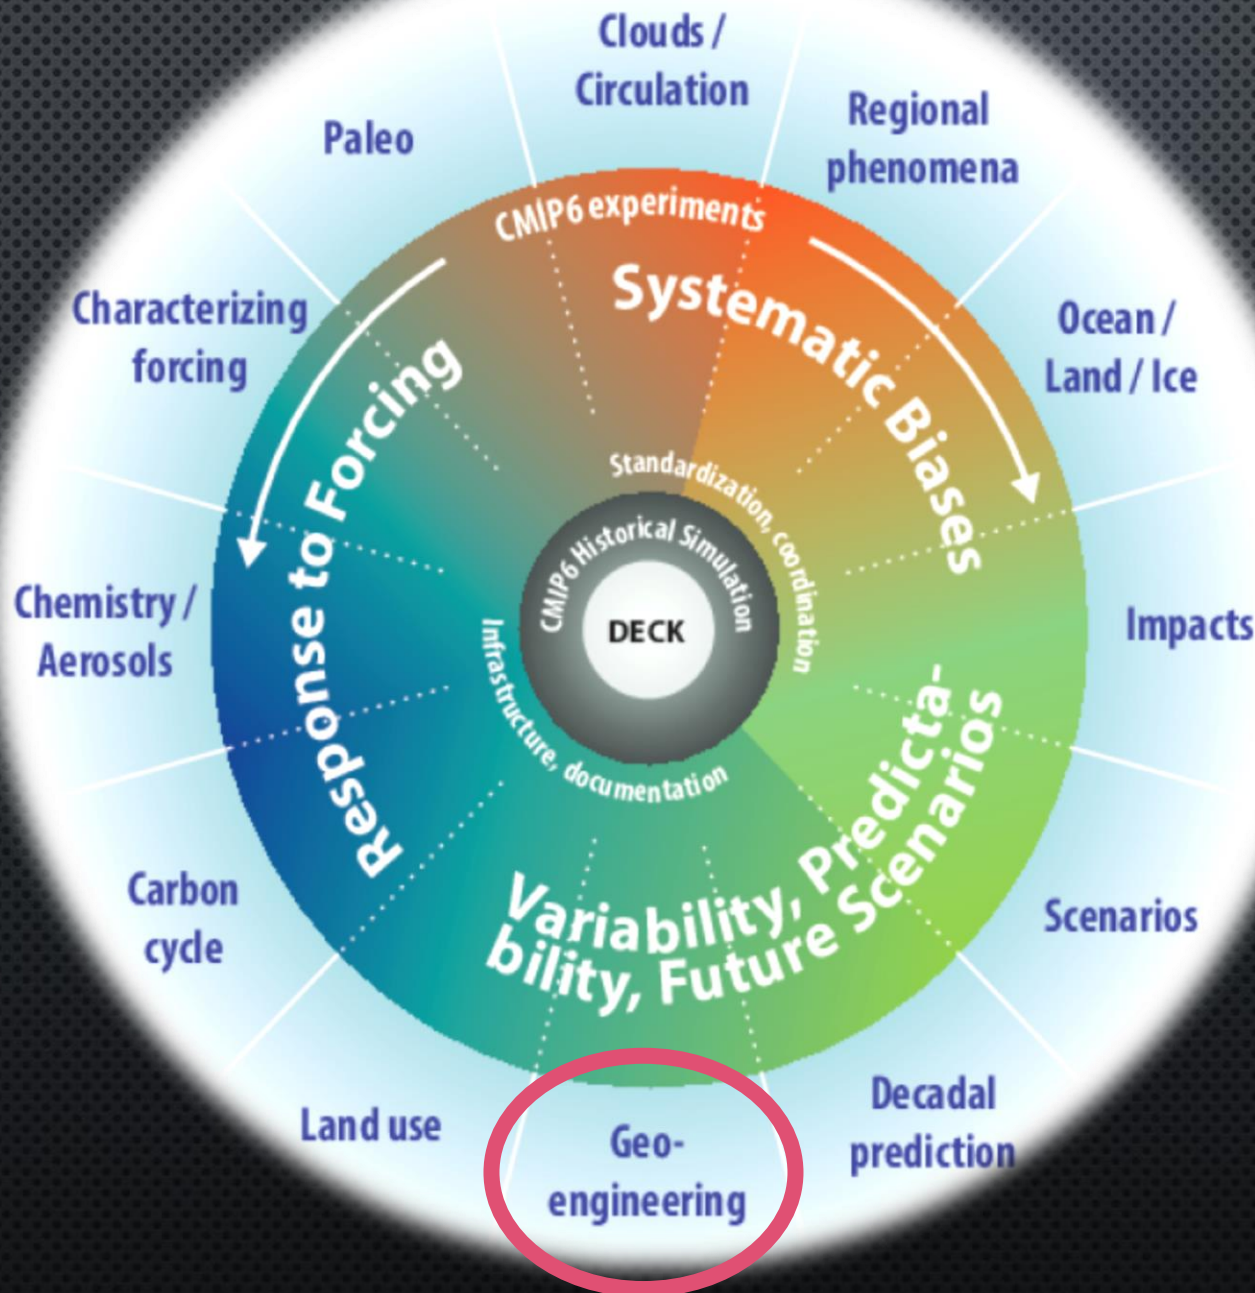 Clouds /
Circulation
Regional
phenomena
Ocean /
Land / Ice
Impacts
Scenarios
Decadal
prediction
Geo-
engineering
Land use
Carbon
cycle
Chemistry /
Aerosols
Characterizing
forcing
Paleo
CMIP6 experiments
Systematic Biases
Variability, Predicta-
bility, Future Scenarios
Response to Forcing
Standardization, coordination
Infrastructure, documentation
CMIP6 Historical Simulation
DECK